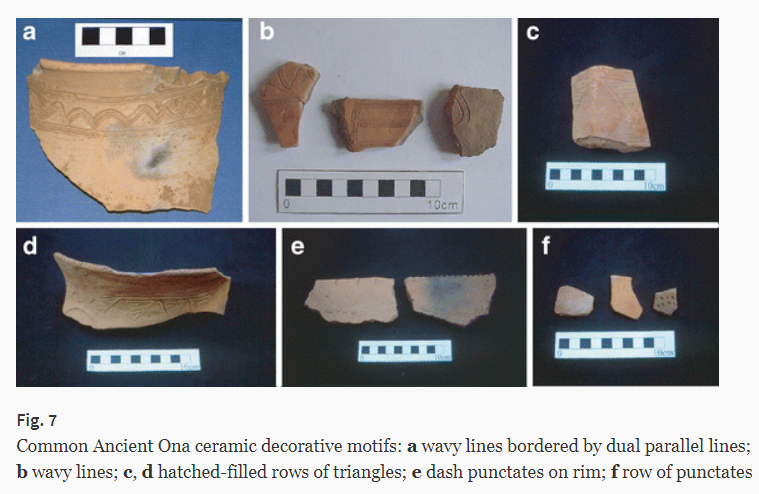 a
b
c
CM
0 10cm
0 10cm
d
e
f
0 10cm
0 10cm
0 10cm
Fig. 7
Common Ancient Ona ceramic decorative motifs: a wavy lines bordered by dual parallel lines;
b wavy lines; c, d hatched-filled rows of triangles; e dash punctates on rim; f row of punctates